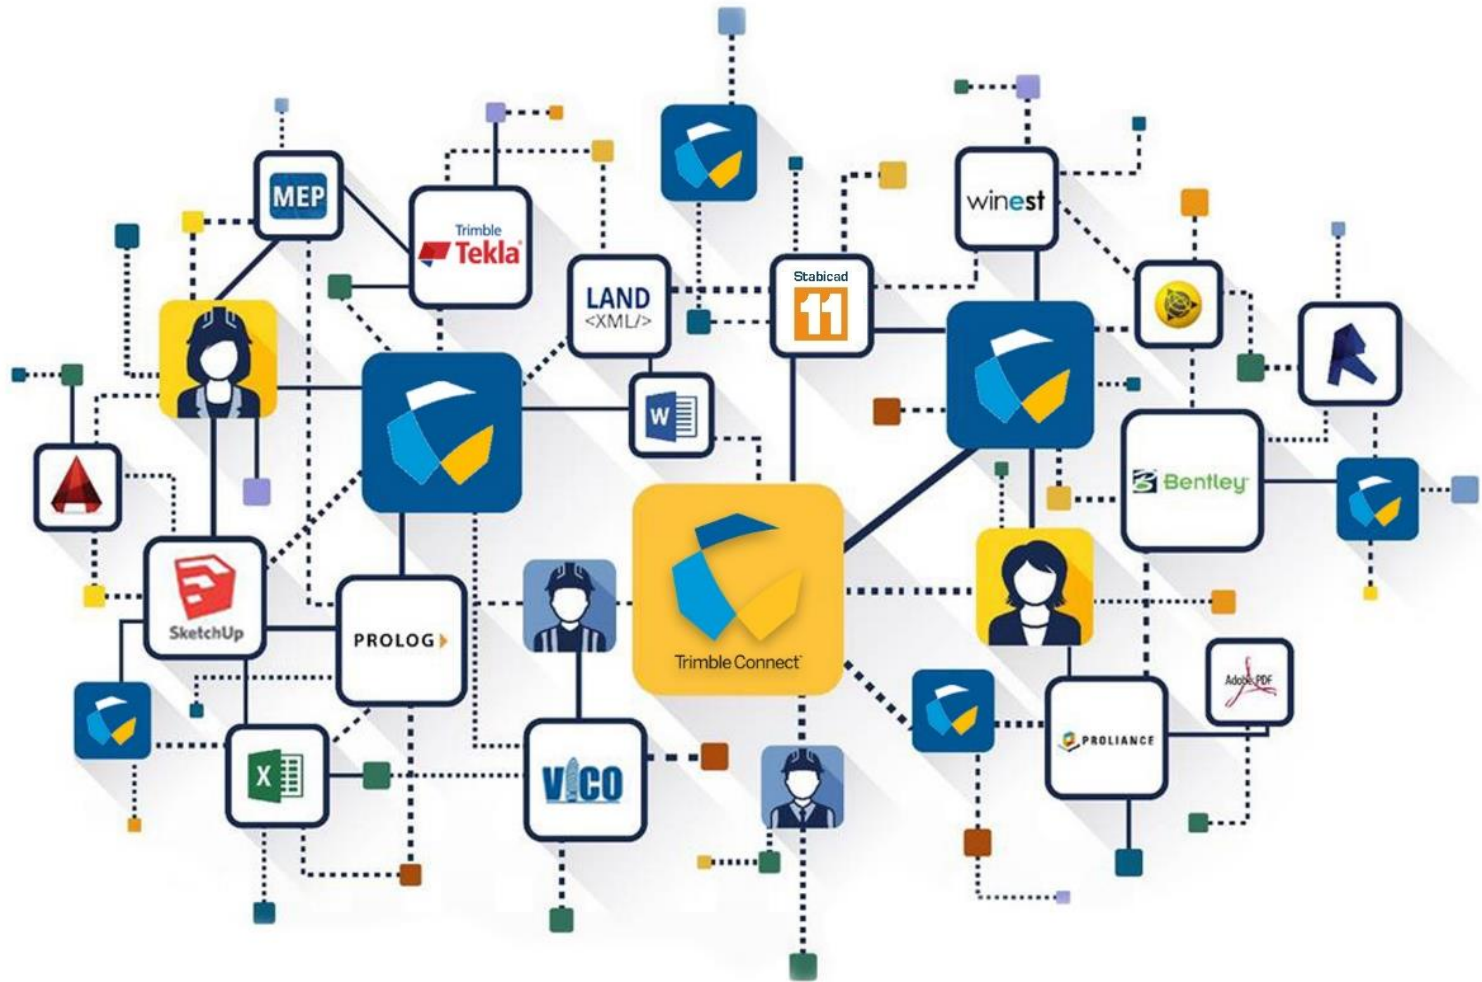 MEP
Trimble
Tekla
LAND
<XML/>
Stabicad
11
winest
W
Bentley
SketchUp
PROLOG
Trimble Connect
Adobe PDF
PROLIANCE
X
VICO